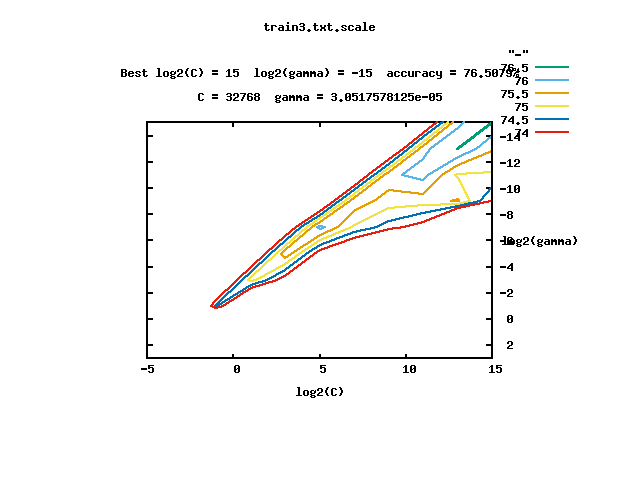 train3.txt.scale
"-"
Best log2(C) = 15  log2(gamma) = -15  accuracy = 76.5079%
76.5
76
C = 32768  gamma = 3.0517578125e-05
75.5
75
74.5
74
-14
-12
-10
-8
-6
log2(gamma)
-4
-2
0
2
-5 0 5 10 15
log2(C)